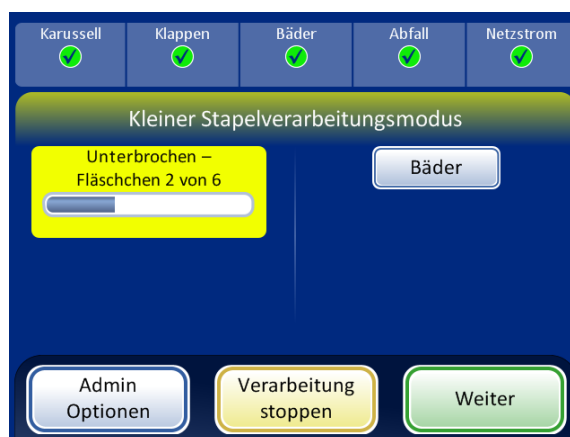 Karussell Klappen Bäder Abfall Netzstrom
Kleiner Stapelverarbeitungsmodus
Unterbrochen –
Fläschchen 2 von 6
Bäder
Admin
Optionen
Verarbeitung
stoppen
Weiter